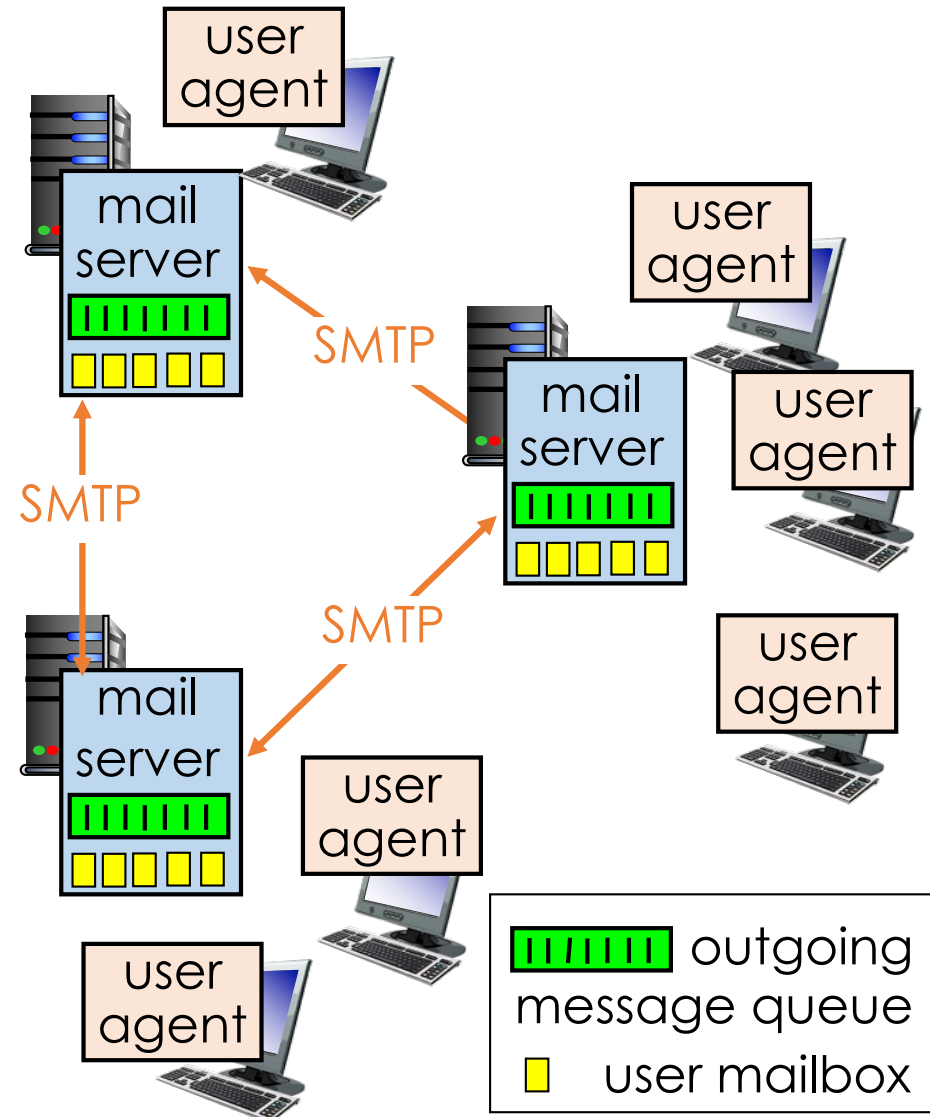 user
agent
mail
server
SMTP
user
agent
mail
server
user
agent
SMTP
SMTP
user
agent
mail
server
user
agent
user
agent
outgoing
message queue
user mailbox